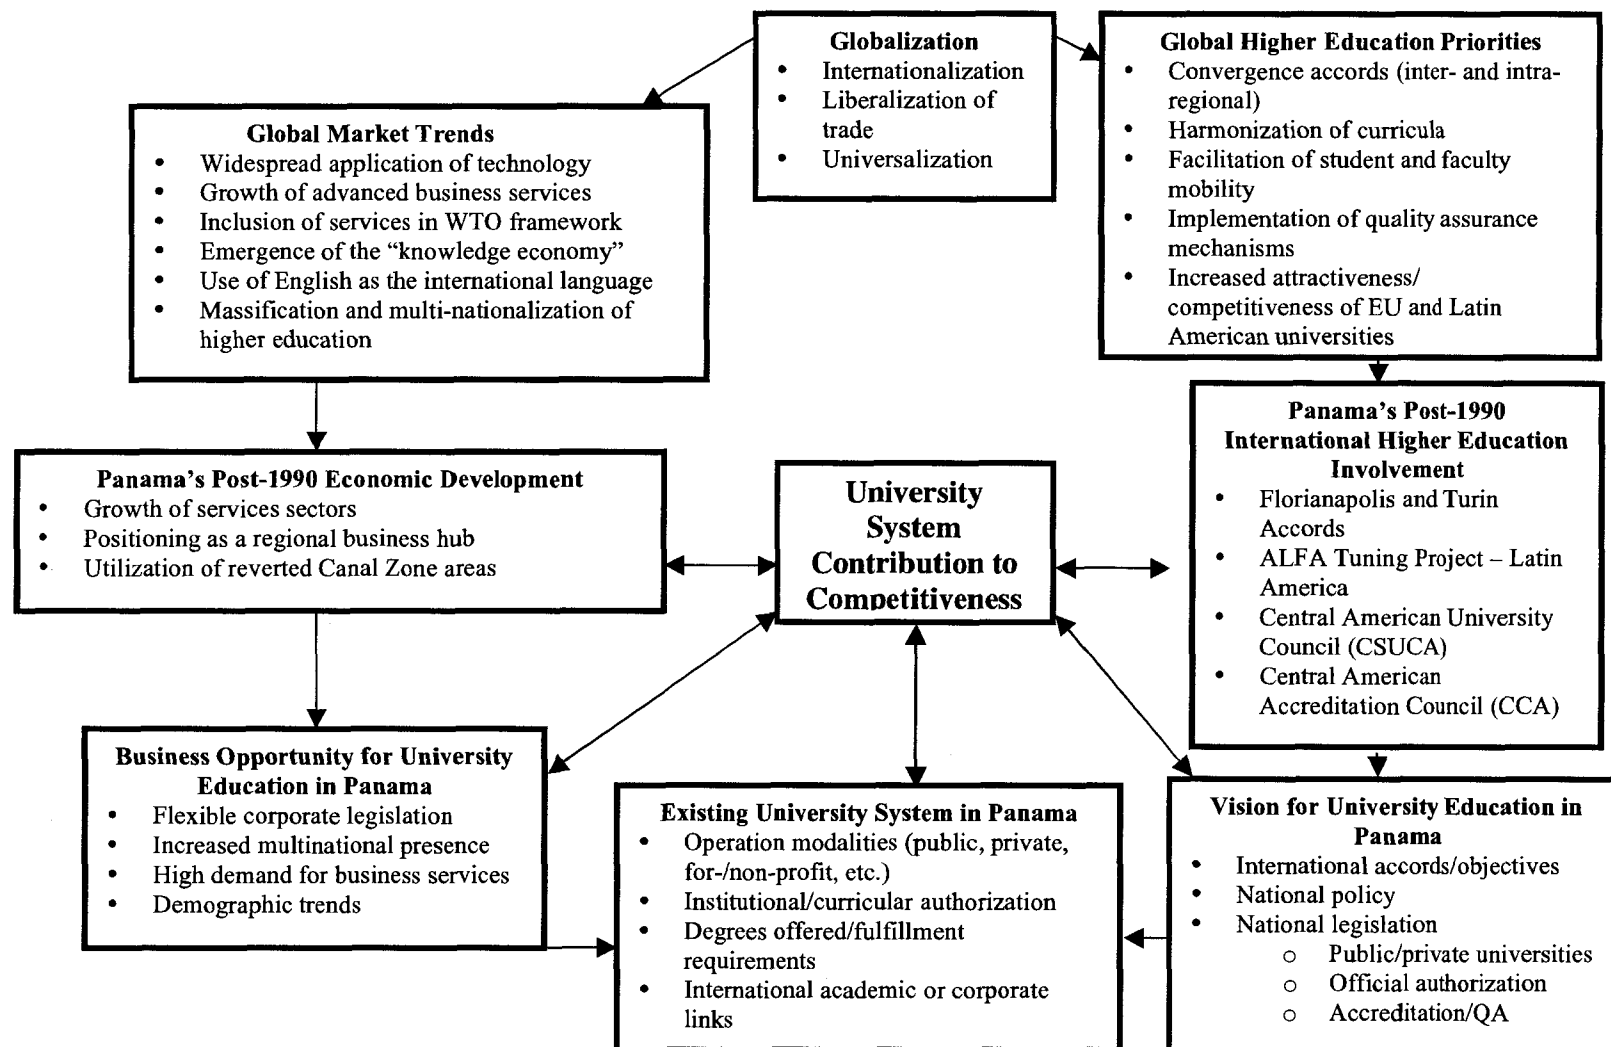 Globalization
• Internationalization
• Liberalization of
trade
• Universalization
Global Higher Education Priorities
• Convergence accords (inter- and intra-
regional)
• Harmonization of curricula
• Facilitation of student and faculty
mobility
• Implementation of quality assurance
mechanisms
• Increased attractiveness/
competitiveness of EU and Latin
American universities
Global Market Trends
• Widespread application of technology
• Growth of advanced business services
• Inclusion of services in WTO framework
• Emergence of the “knowledge economy”
• Use of English as the international language
• Massification and multi-nationalization of
higher education
Panama’s Post-1990
International Higher Education
Involvement
• Florianapolis and Turin
Accords
• ALFA Tuning Project – Latin
America
• Central American University
Council (CSUCA)
• Central American
Accreditation Council (CCA)
Panama’s Post-1990 Economic Development
• Growth of services sectors
• Positioning as a regional business hub
• Utilization of reverted Canal Zone areas
University
System
Contribution to
Competitiveness
Business Opportunity for University
Education in Panama
• Flexible corporate legislation
• Increased multinational presence
• High demand for business services
• Demographic trends
Existing University System in Panama
• Operation modalities (public, private,
for-/non-profit, etc.)
• Institutional/curricular authorization
• Degrees offered/fulfillment
requirements
• International academic or corporate
links
Vision for University Education in
Panama
• International accords/objectives
• National policy
• National legislation
o Public/private universities
o Official authorization
o Accreditation/QA